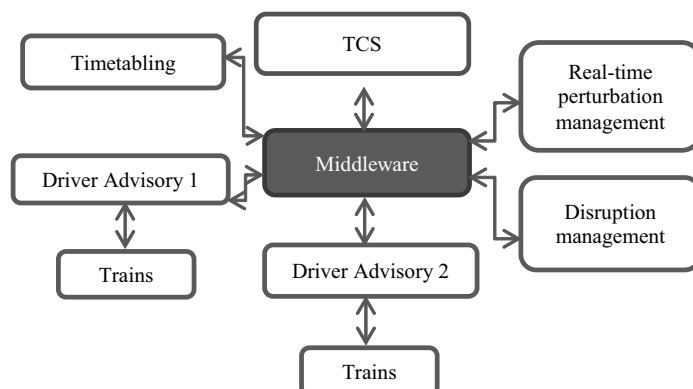 TCS
Timetabling
Real-time
perturbation
management
Middleware
Driver Advisory 1
Disruption
management
Trains
Driver Advisory 2
Trains